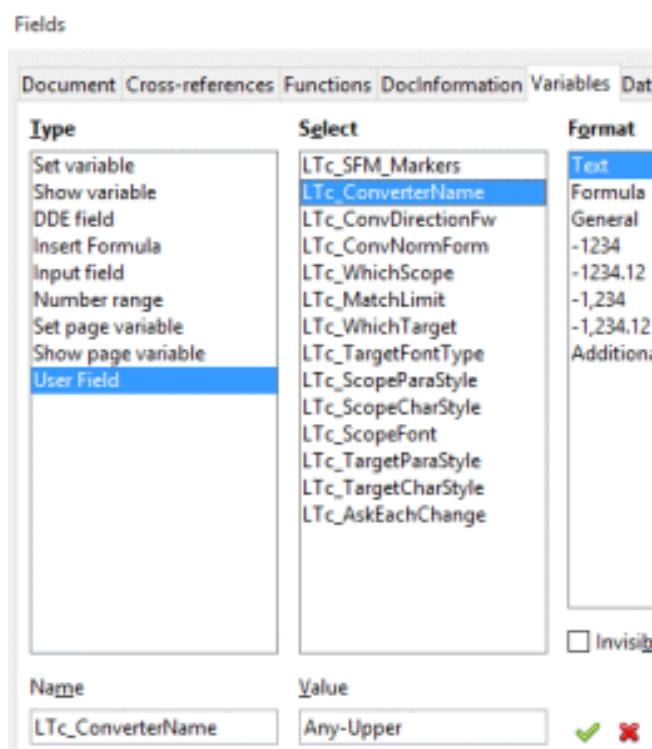 Fields
Document Cross-references Functions DocInformation Variables Dat
Type
Set variable
Show variable
DDE field
Insert Formula
Input field
Number range
Set page variable
Show page variable
User Field
Select
LTc_SFM_Markers
LTc_ConverterName
LTc_ConvDirectionFw
LTc_ConvNormForm
LTc_WhichScope
LTc_MatchLimit
LTc_WhichTarget
LTc_TargetFontType
LTc_ScopeParaStyle
LTc_ScopeCharStyle
LTc_ScopeFont
LTc_TargetParaStyle
LTc_TargetCharStyle
LTc_AskEachChange
Format
Text
Formula
General
-1234
-1234.12
-1,234
-1,234.12
Additiona
Invisib
Name
LTc_ConverterName
Value
Any-Upper